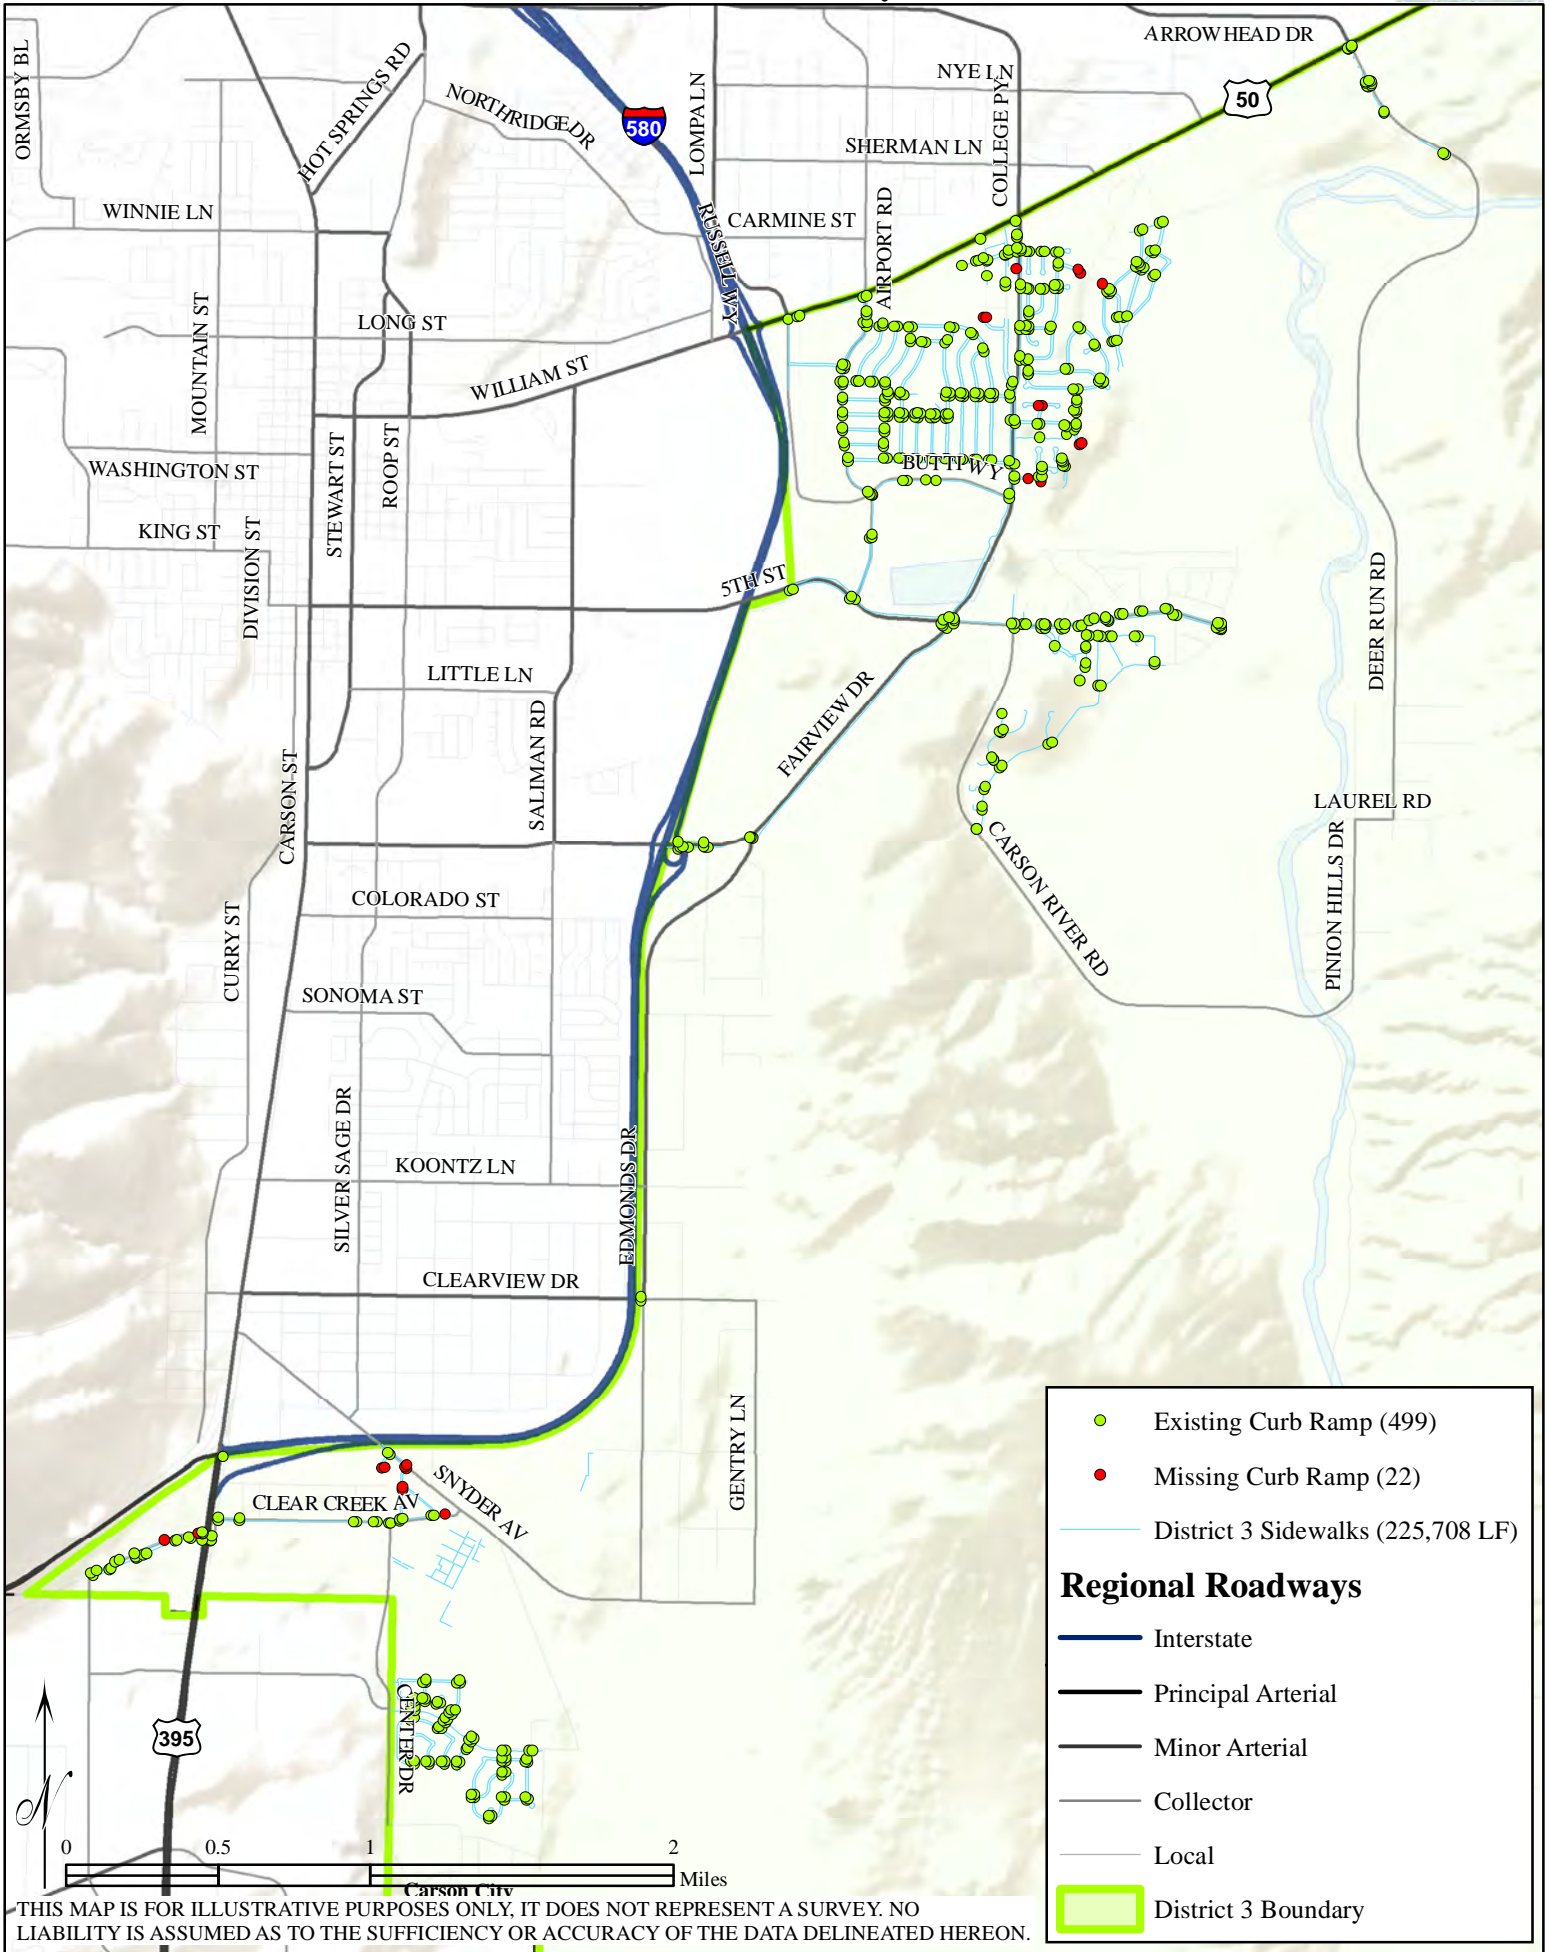 ARROWHEAD DR
NYE LN
50
ORMSBY BL
HOT SPRINGS RD
NORTHRIDGE DR
580
LOMPA LN
COLLEGE PY
SHERMAN LN
WINNIE LN
RUSSELL WY
CARMINE ST
AIRPORT RD
MOUNTAIN ST
LONG ST
WILLIAM ST
STEWART ST
ROOP ST
WASHINGTON ST
BUTTI WY
KING ST
DIVISION ST
5TH ST
DEER RUN RD
LITTLE LN
FAIRVIEW DR
SALIMAN RD
CARSON ST
LAUREL RD
CARSON RIVER RD
PINION HILLS DR
COLORADO ST
CURRY ST
SONOMA ST
SILVER SAGE DR
KOONTZ LN
EDMONDS DR
CLEARVIEW DR
GENTRY LN
SNYDER AV
CLEAR CREEK AV
CENTER DR
395
N
Existing Curb Ramp (499)
Missing Curb Ramp (22)
District 3 Sidewalks (225,708 LF)
Regional Roadways
Interstate
Principal Arterial
Minor Arterial
Collector
Local
District 3 Boundary
0 0.5 1 2
Miles
Carson City
THIS MAP IS FOR ILLUSTRATIVE PURPOSES ONLY, IT DOES NOT REPRESENT A SURVEY. NO
LIABILITY IS ASSUMED AS TO THE SUFFICIENCY OR ACCURACY OF THE DATA DELINEATED HEREON.